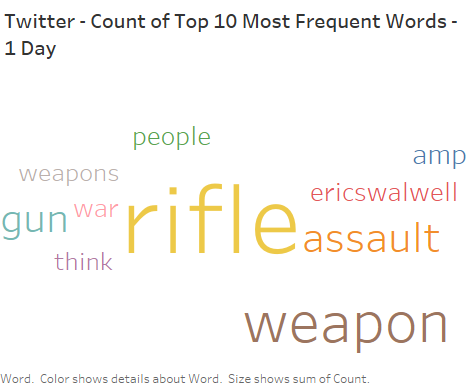 Twitter - Count of Top 10 Most Frequent Words -
1 Day
people
amp
weapons
ericswalwell
war
rifle
gun
assault
think
weapon
Word. Color shows details about Word. Size shows sum of Count.